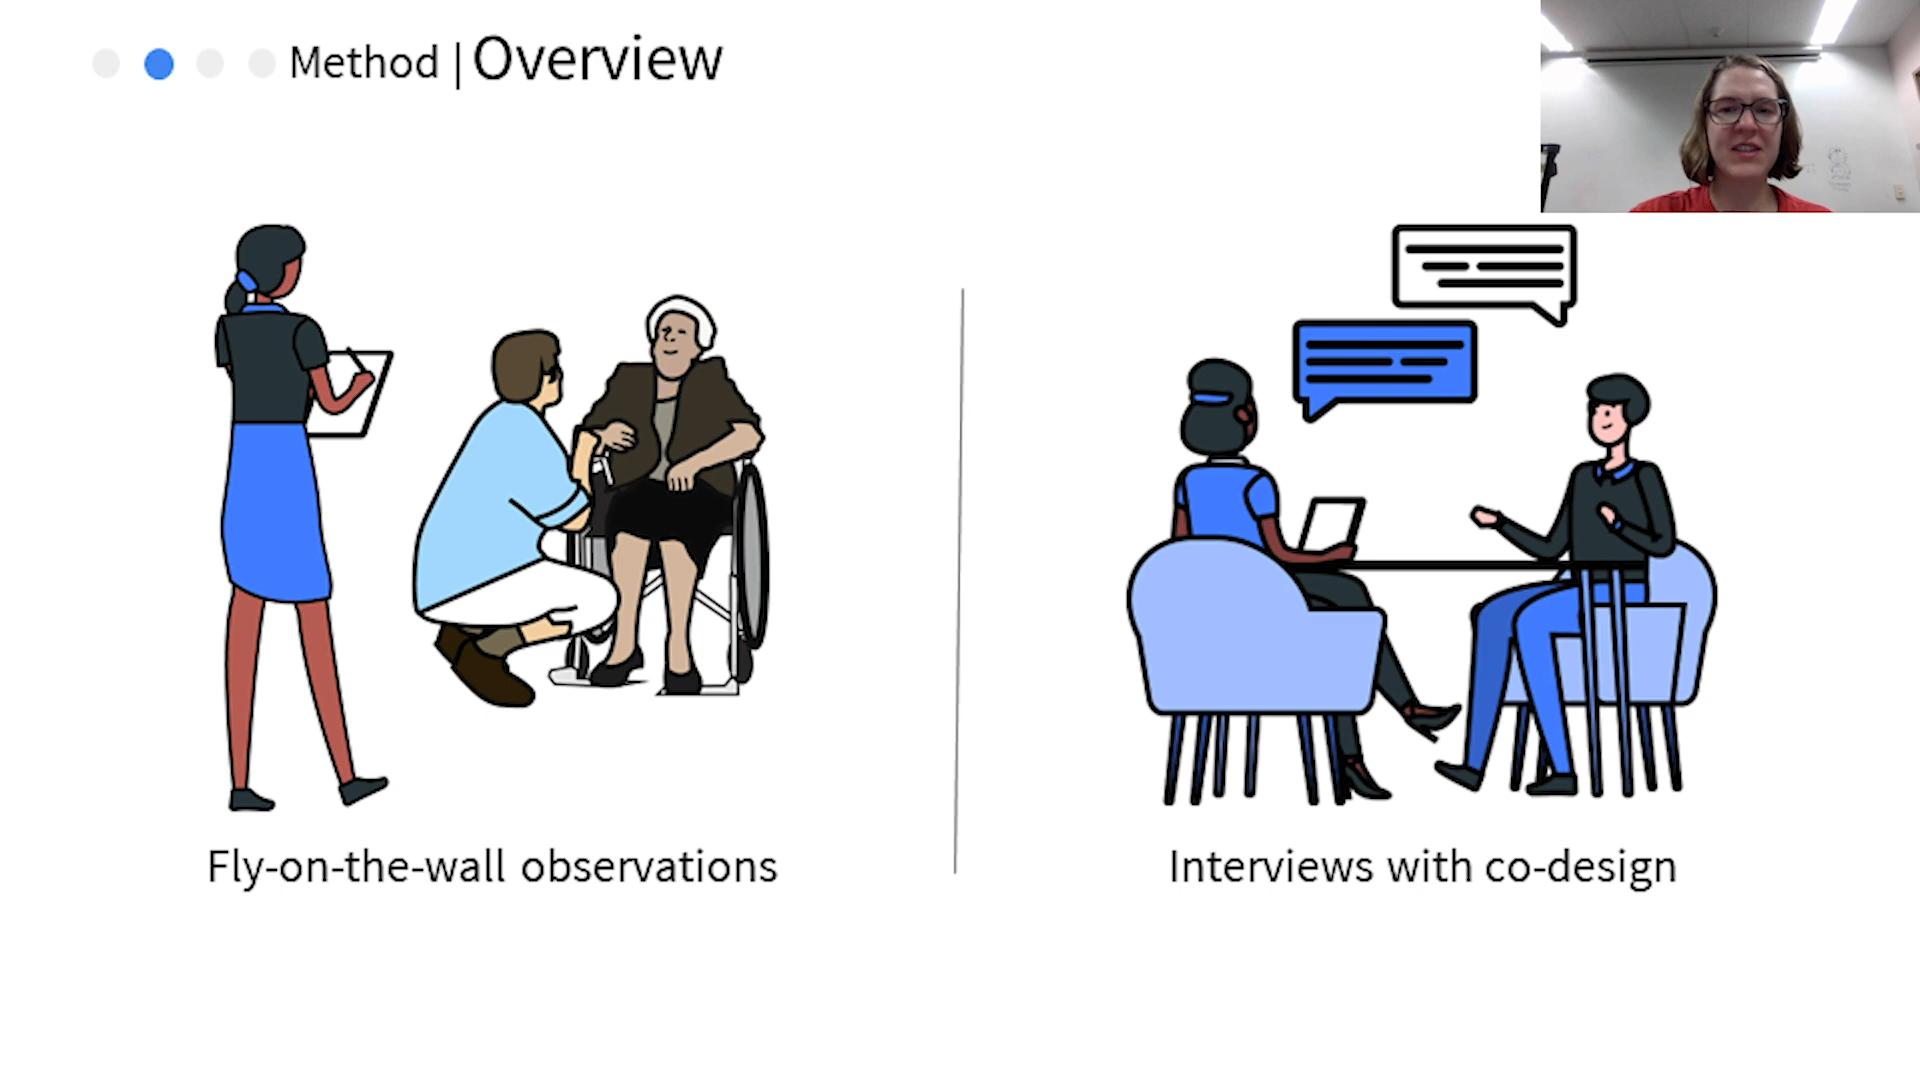 Method | Overview
Fly-on-the-wall observations
Interviews with co-design